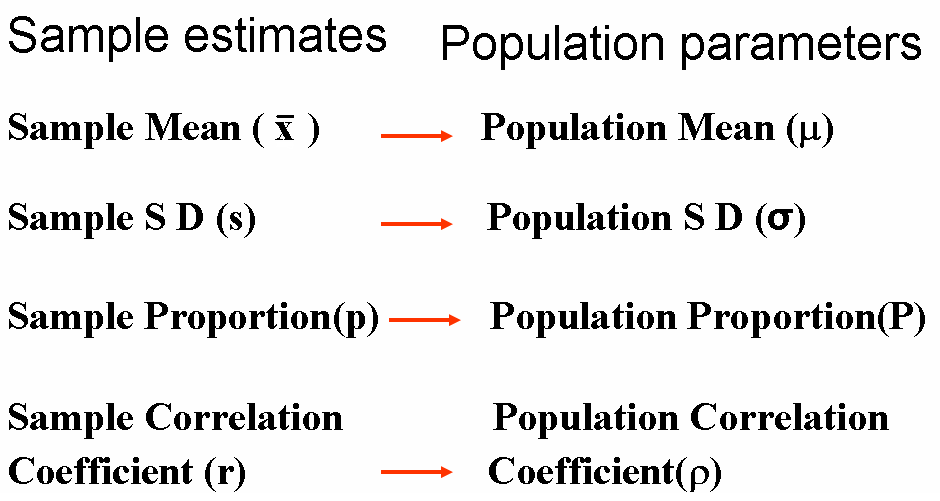 Sample estimates Population parameters
Sample Mean ( x̄ ) Population Mean (μ)
Sample S D (s) Population S D (σ)
Sample Proportion(p) Population Proportion(P)
Sample Correlation Population Correlation
Coefficient (r) Coefficient(ρ)